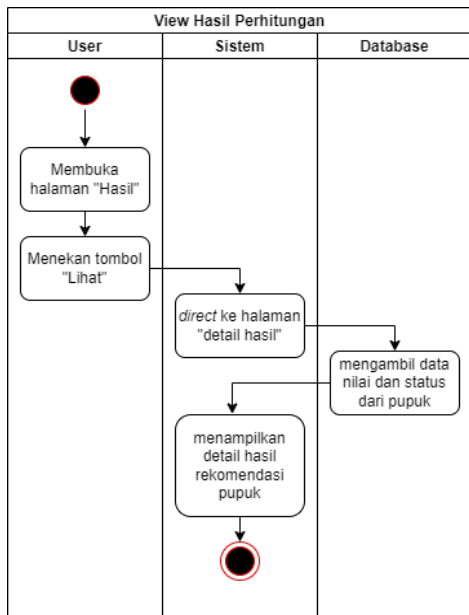 View Hasil Perhitungan
User
Sistem
Database
Membuka
halaman "Hasil"
Menekan tombol
"Lihat"
direct ke halaman
"detail hasil"
mengambil data
nilai dan status
dari pupuk
menampilkan
detail hasil
rekomendasi
pupuk